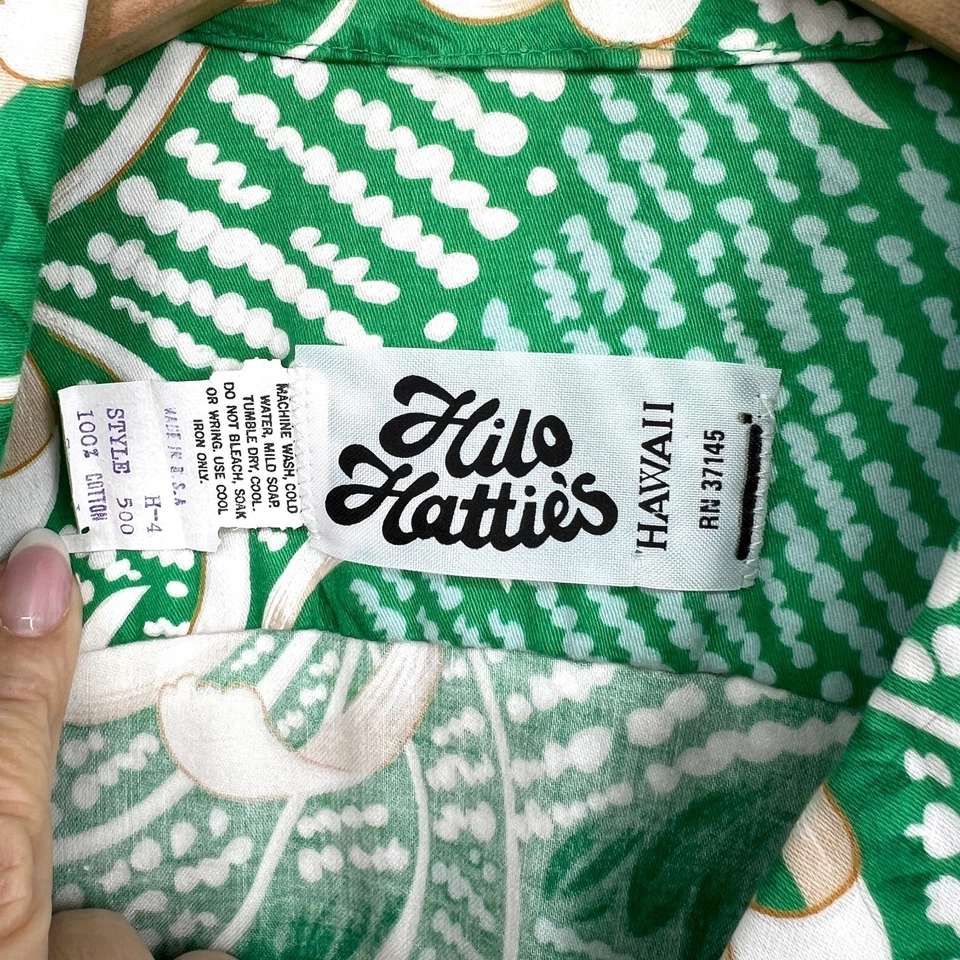 Hilo
Hattiè's
'HAWAII
RN 37145
MACHINE WASH, COLD
WATER, MILD SOAP.
TUMBLE DRY, COOL.
DO NOT BLEACH, SOAK
OR WRING. USE COOL
IRON ONLY.
MADE IN U.S.A
H-4
STYLE 500
100% COTTON